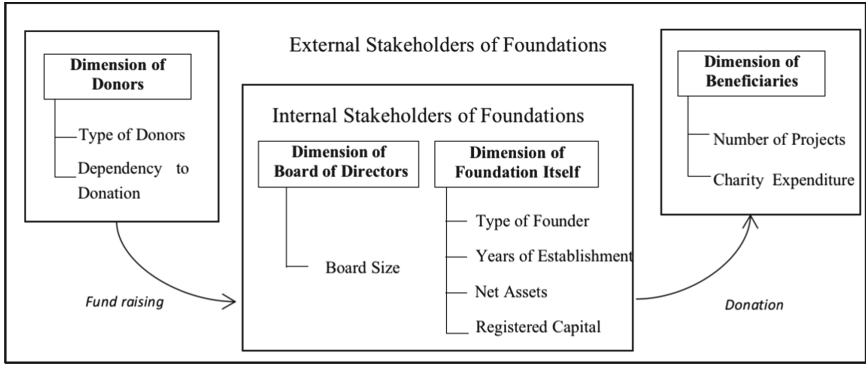 External Stakeholders of Foundations
Dimension of
Donors
Type of Donors
Dependency to
Donation
Fund raising
Internal Stakeholders of Foundations
Dimension of
Board of Directors
Board Size
Dimension of
Foundation Itself
Type of Founder
Years of Establishment
Net Assets
Registered Capital
Dimension of
Beneficiaries
Number of Projects
Charity Expenditure
Donation